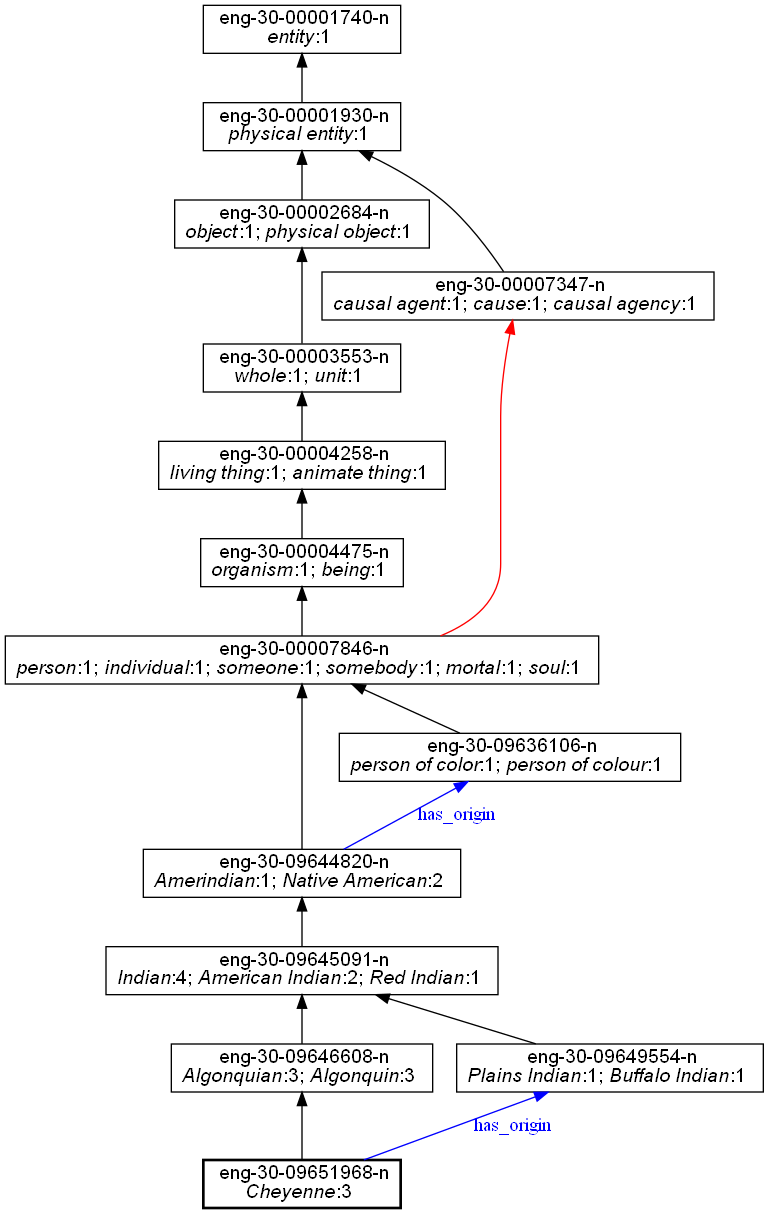 eng-30-00001740-n
entity:1
eng-30-00001930-n
physical entity:1
eng-30-00002684-n
object:1; physical object:1
eng-30-00007347-n
causal agent:1; cause:1; causal agency:1
eng-30-00003553-n
whole:1; unit:1
eng-30-00004258-n
living thing:1; animate thing:1
eng-30-00004475-n
organism:1; being:1
eng-30-00007846-n
person:1; individual:1; someone:1; somebody:1; mortal:1; soul:1
eng-30-09636106-n
person of color:1; person of colour:1
has_origin
eng-30-09644820-n
Amerindian:1; Native American:2
eng-30-09645091-n
Indian:4; American Indian:2; Red Indian:1
eng-30-09646608-n
Algonquian:3; Algonquin:3
eng-30-09649554-n
Plains Indian:1; Buffalo Indian:1
has_origin
eng-30-09651968-n
Cheyenne:3